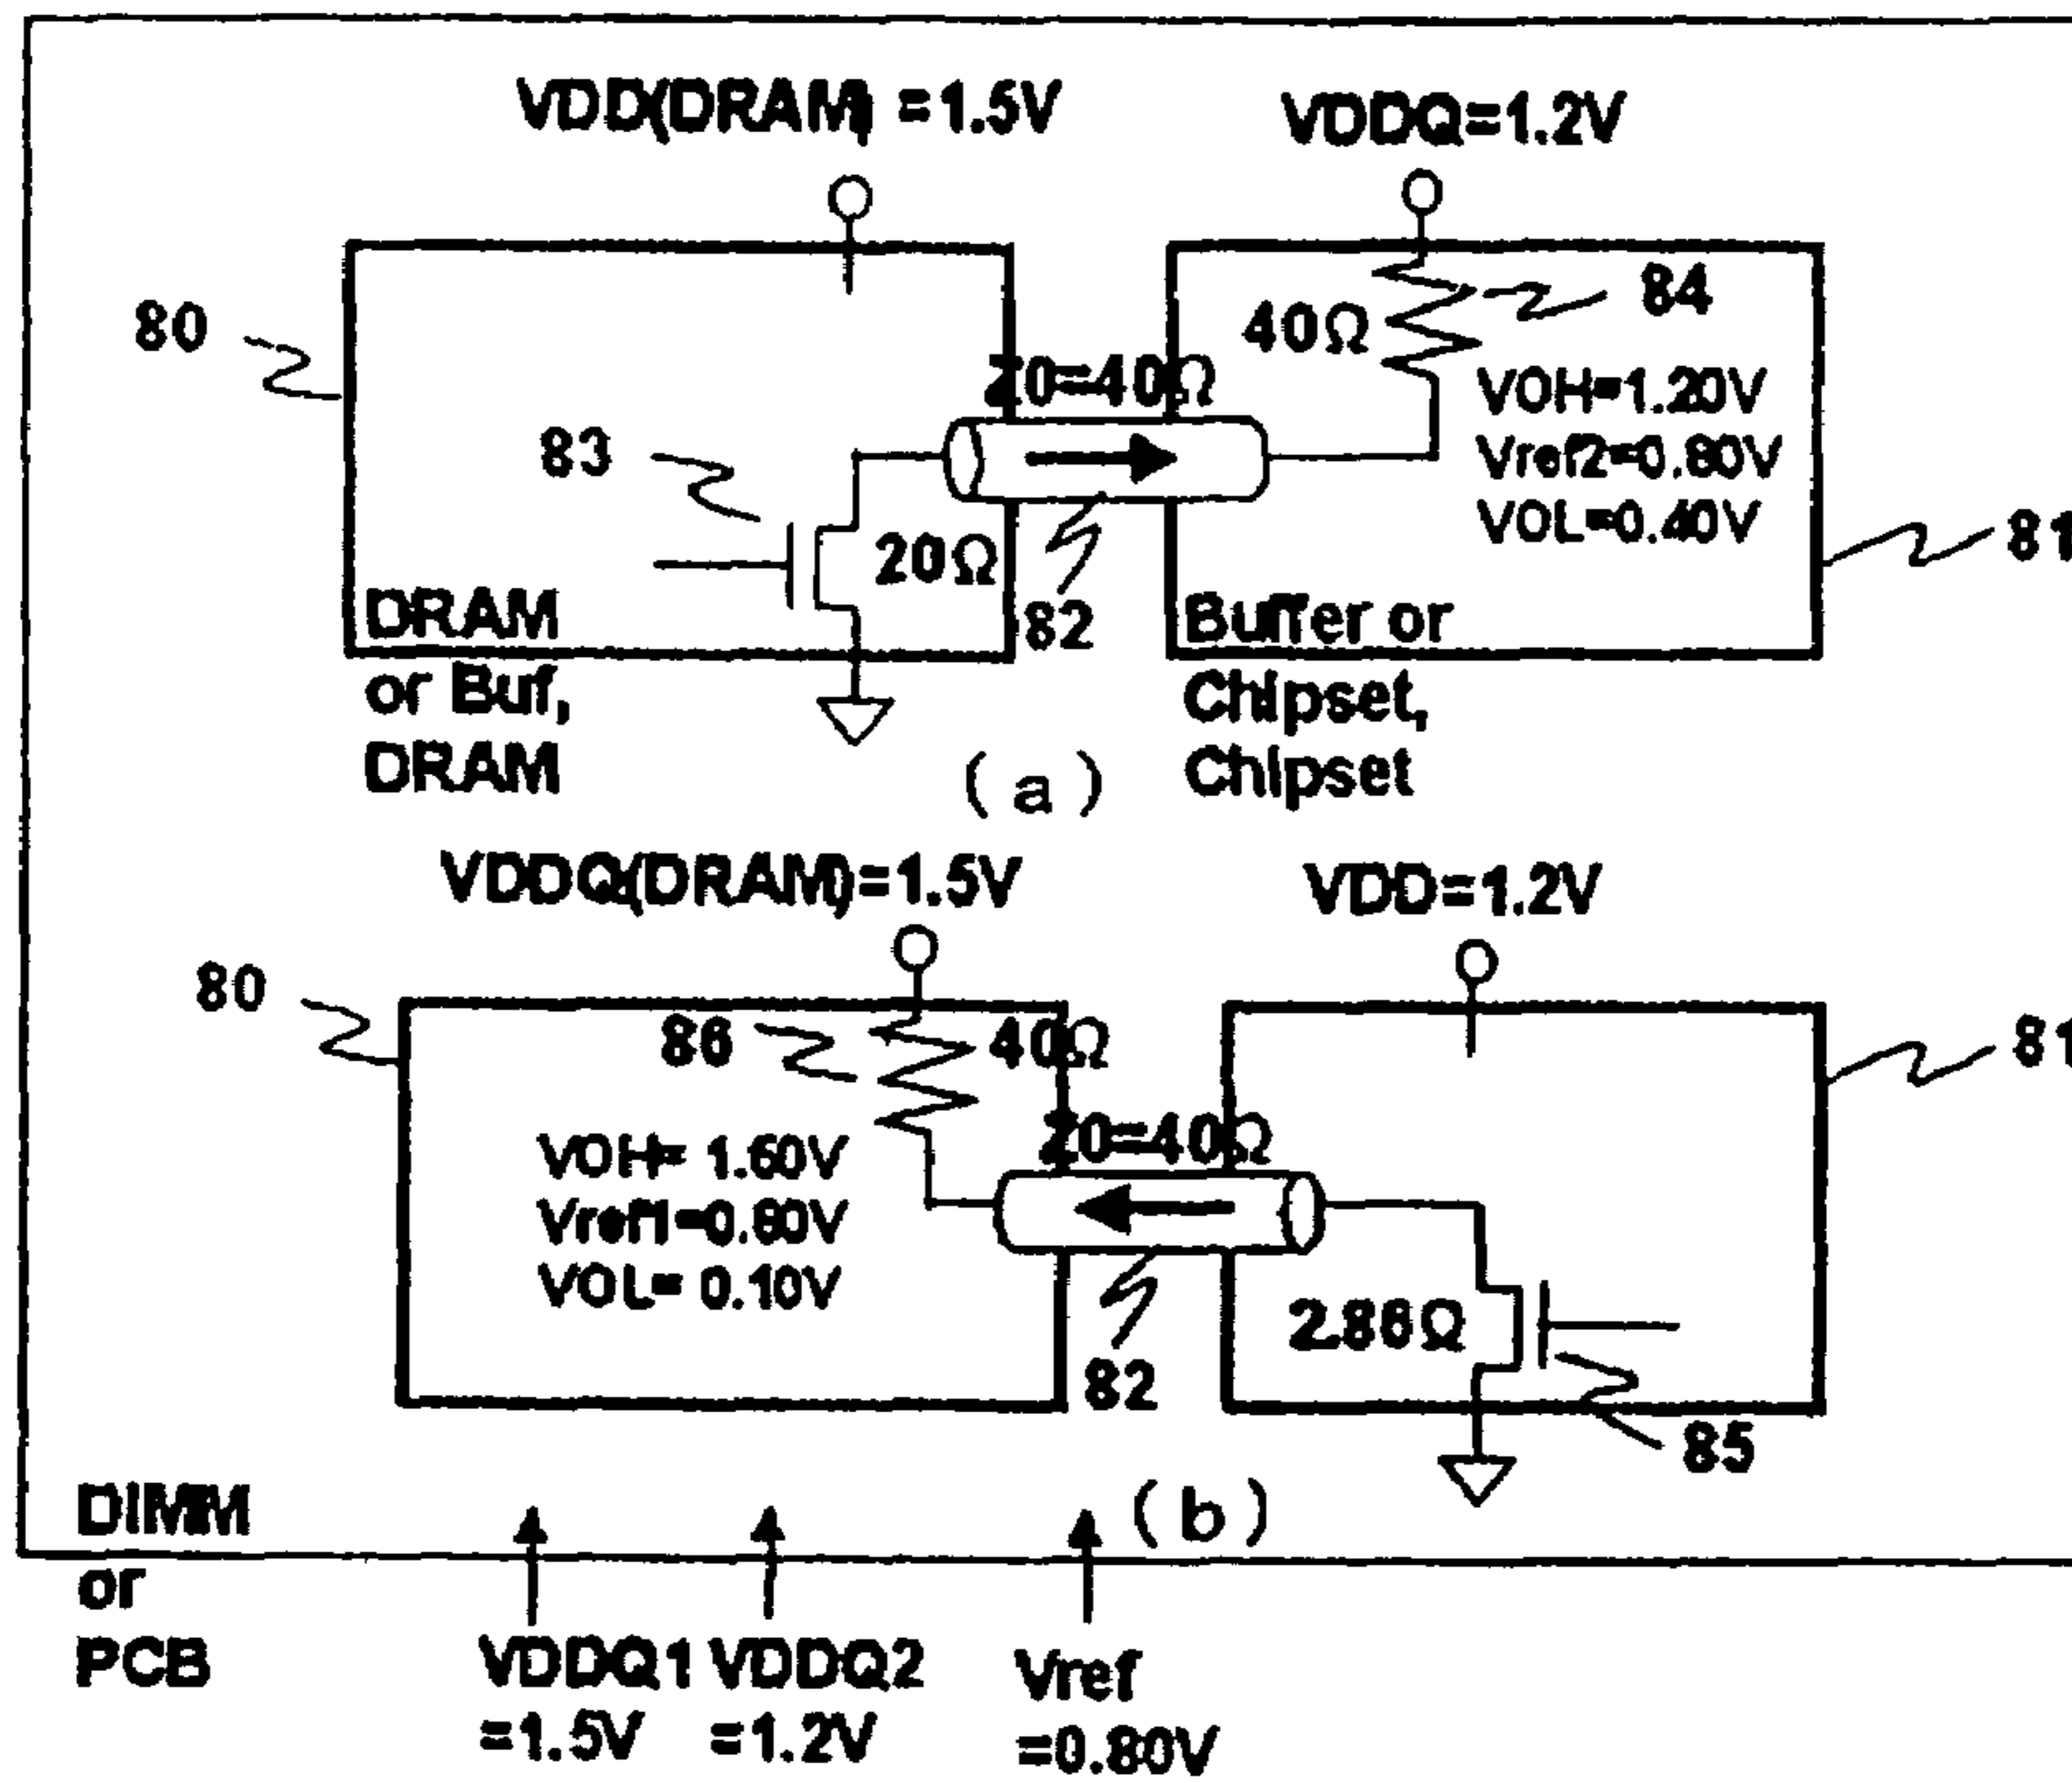 VDD(DRAM) =1.5V
VDDQ=1.2V
80
84
40Ω
Z0=40Ω
VOH=1.20V
83
Vref2=0.80V
VOL=0.40V
81
20Ω
82
DRAM
or Buf,
DRAM
Buffer or
Chipset,
Chipset
(a)
VDDQ(DRAM)=1.5V
VDD=1.2V
80
86
40Ω
81
Z0=40Ω
VOH= 1.50V
Vref1=0.80V
VOL= 0.10V
2.86Ω
82
85
(b)
DIMM
or
PCB
VDDQ1
=1.5V
VDDQ2
=1.2V
Vref
=0.80V